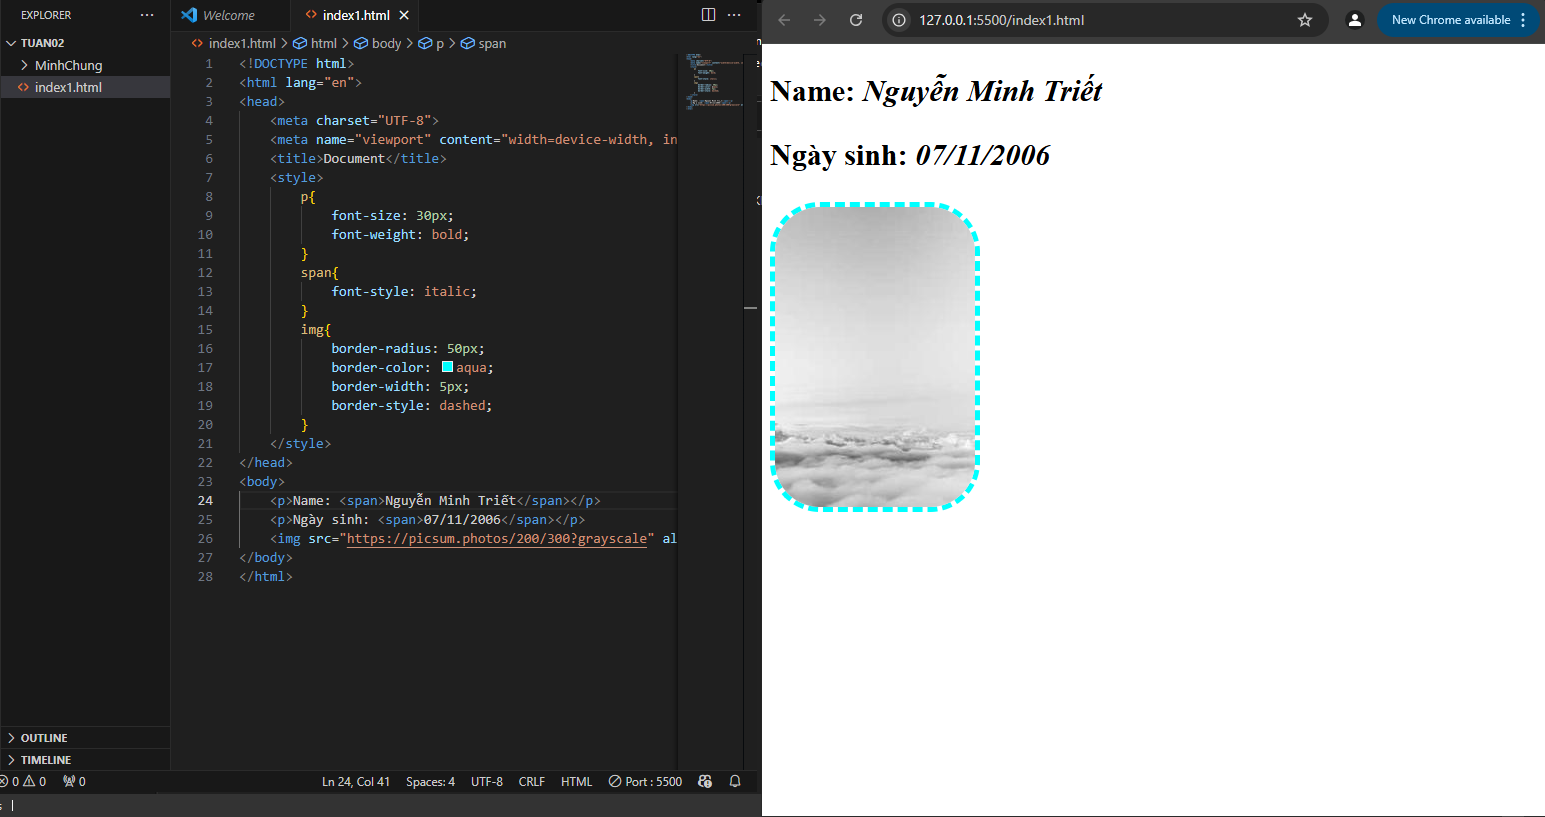 EXPLORER
TUAN02
MinhChung
index1.html
OUTLINE
TIMELINE
Welcome
index1.html
index1.html > html > body > p > span
1 <!DOCTYPE html>
2 <html lang="en">
3 <head>
4 <meta charset="UTF-8">
5 <meta name="viewport" content="width=device-width, in
6 <title>Document</title>
7 <style>
8 p{
9 font-size: 30px;
10 font-weight: bold;
11 }
12 span{
13 font-style: italic;
14 }
15 img{
16 border-radius: 50px;
17 border-color: aqua;
18 border-width: 5px;
19 border-style: dashed;
20 }
21 </style>
22 </head>
23 <body>
24 <p>Name: <span>Nguyễn Minh Triết</span></p>
25 <p>Ngày sinh: <span>07/11/2006</span></p>
26 <img src="https://picsum.photos/200/300?grayscale" al
27 </body>
28 </html>
0 0 0 Ln 24, Col 41 Spaces: 4 UTF-8 CRLF HTML Port : 5500
127.0.0.1:5500/index1.html
New Chrome available
Name: Nguyễn Minh Triết
Ngày sinh: 07/11/2006